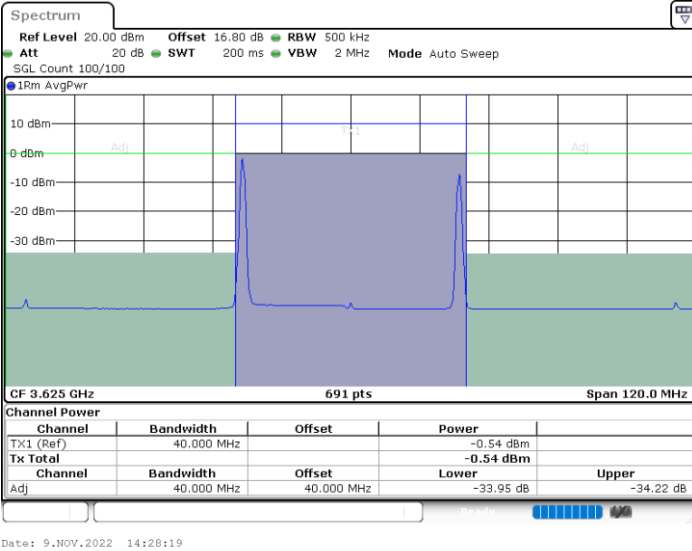 Spectrum
Ref Level 20.00 dBm Offset 16.80 dB RBW 500 kHz
Att 20 dB SWT 200 ms VBW 2 MHz Mode Auto Sweep
SGL Count 100/100
1Rm AvgPwr
10 dBm
TX1
Adj Adj
0 dBm
-10 dBm
-20 dBm
-30 dBm
CF 3.625 GHz 691 pts Span 120.0 MHz
Channel Power
Channel Bandwidth Offset Power
TX1 (Ref) 40.000 MHz -0.54 dBm
Tx Total -0.54 dBm
Channel Bandwidth Offset Lower Upper
Adj 40.000 MHz 40.000 MHz -33.95 dB -34.22 dB
Ready
Date: 9.NOV.2022 14:28:19